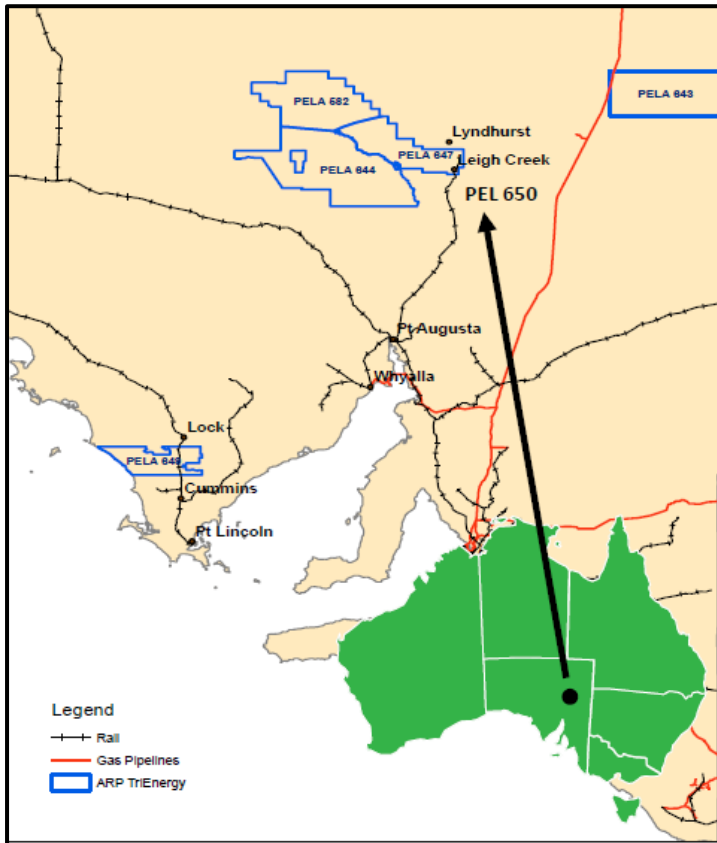 PELA 582
PELA 643
Lyndhurst
PELA 647
Leigh Creek
PELA 644
PEL 650
Pt Augusta
Whyalla
Lock
PELA 649
Cummins
Pt Lincoln
Legend
Rail
Gas Pipelines
ARP TriEnergy